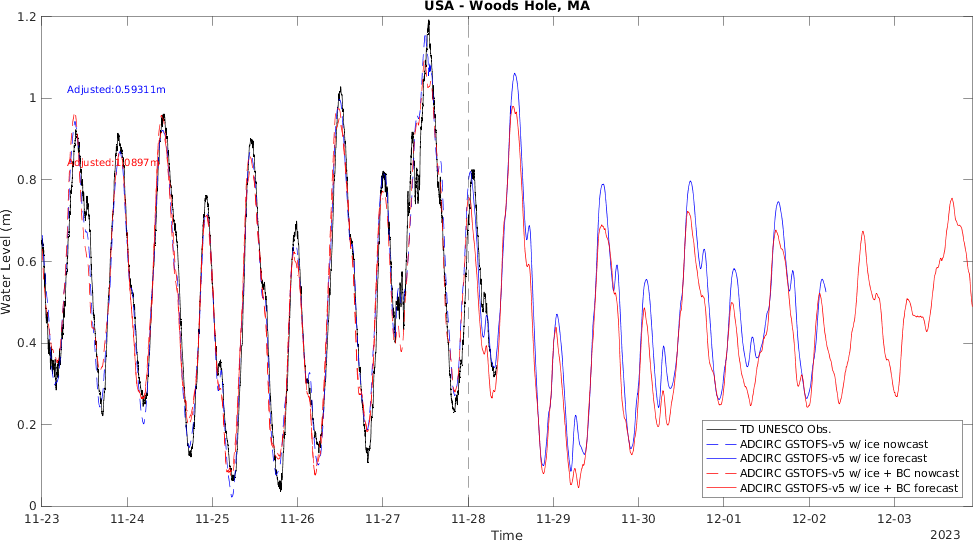 USA - Woods Hole, MA
1.2
1
0.8
0.6
0.4
0.2
0
Water Level (m)
Adjusted:0.59311m
Adjusted:1.0897m
TD UNESCO Obs.
ADCIRC GSTOFS-v5 w/ ice nowcast
ADCIRC GSTOFS-v5 w/ ice forecast
ADCIRC GSTOFS-v5 w/ ice + BC nowcast
ADCIRC GSTOFS-v5 w/ ice + BC forecast
11-23 11-24 11-25 11-26 11-27 11-28 11-29 11-30 12-01 12-02 12-03
Time
2023